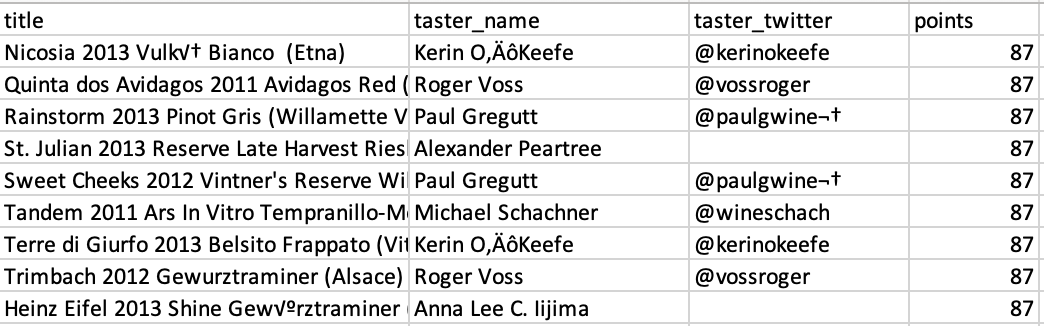 title taster_name taster_twitter points
Nicosia 2013 Vulk√† Bianco  (Etna) Kerin O‚ÄôKeefe @kerinokeefe 87
Quinta dos Avidagos 2011 Avidagos Red ( Roger Voss @vossroger 87
Rainstorm 2013 Pinot Gris (Willamette V Paul Gregutt @paulgwine¬† 87
St. Julian 2013 Reserve Late Harvest Ries Alexander Peartree 87
Sweet Cheeks 2012 Vintner's Reserve Wi Paul Gregutt @paulgwine¬† 87
Tandem 2011 Ars In Vitro Tempranillo-M Michael Schachner @wineschach 87
Terre di Giurfo 2013 Belsito Frappato (Vit Kerin O‚ÄôKeefe @kerinokeefe 87
Trimbach 2012 Gewurztraminer (Alsace) Roger Voss @vossroger 87
Heinz Eifel 2013 Shine Gew√ºrztraminer ( Anna Lee C. Iijima 87